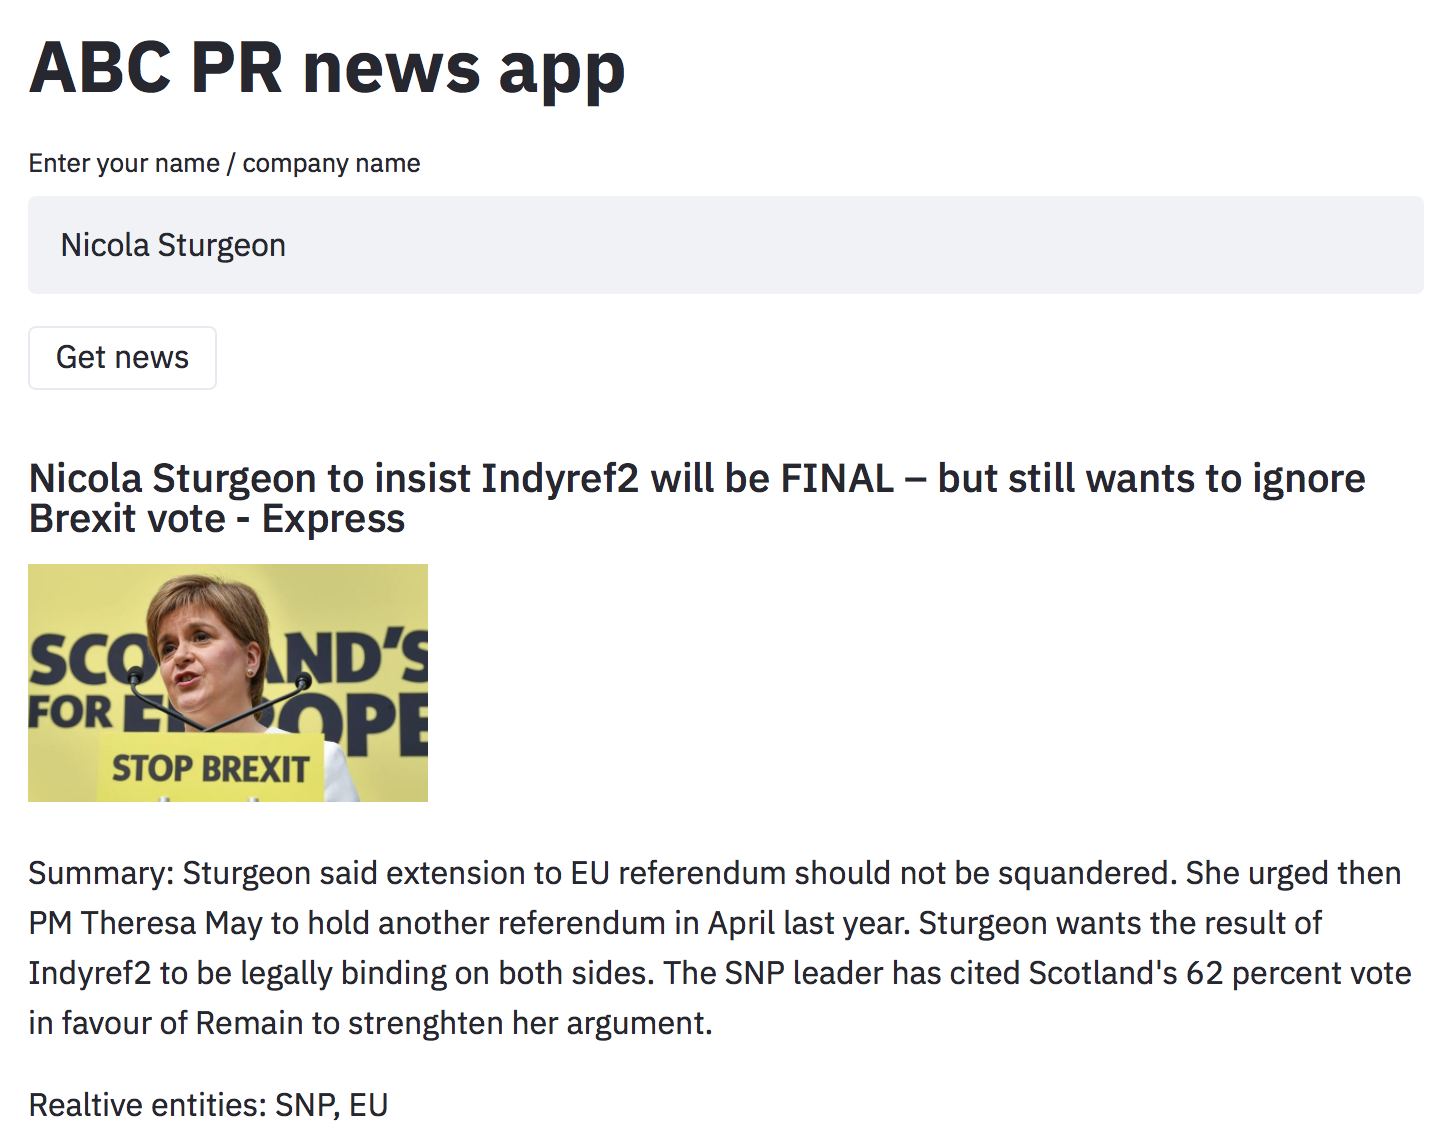 ABC PR news app
Enter your name / company name
Nicola Sturgeon
Get news
Nicola Sturgeon to insist Indyref2 will be FINAL – but still wants to ignore
Brexit vote - Express
SCO AND'S
FOR E OPE
STOP BREXIT
Summary: Sturgeon said extension to EU referendum should not be squandered. She urged then
PM Theresa May to hold another referendum in April last year. Sturgeon wants the result of
Indyref2 to be legally binding on both sides. The SNP leader has cited Scotland's 62 percent vote
in favour of Remain to strenghten her argument.
Realtive entities: SNP, EU